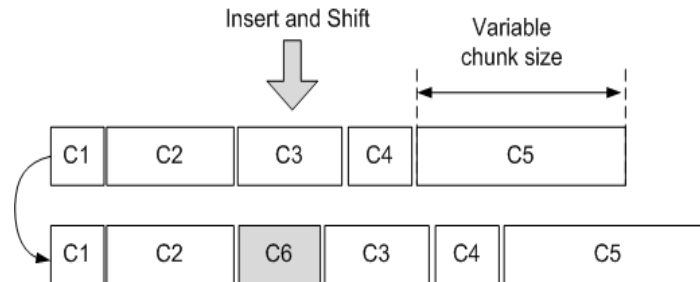 Insert and Shift
Variable
chunk size
C1 C2 C3 C4 C5
C1 C2 C6 C3 C4 C5